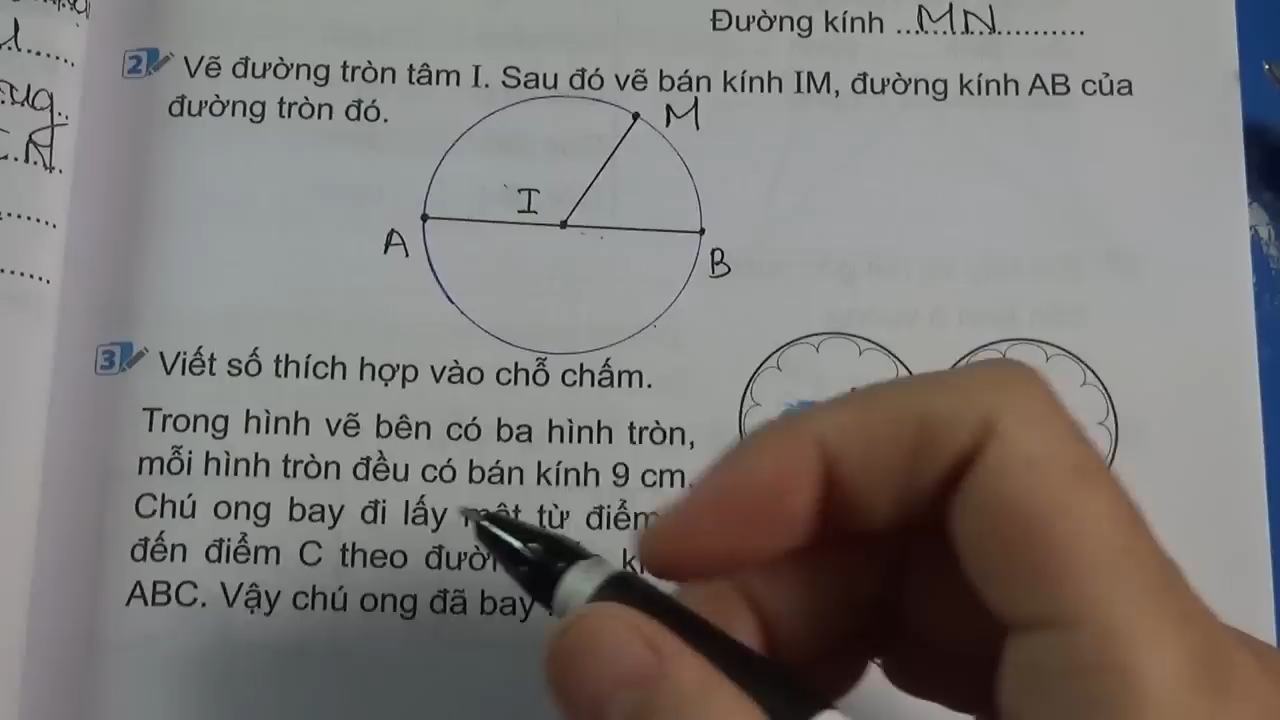 Đường kính ...MN...........
2 Vẽ đường tròn tâm I. Sau đó vẽ bán kính IM, đường kính AB của
đường tròn đó.
M
I
A
B
3 Viết số thích hợp vào chỗ chấm.
Trong hình vẽ bên có ba hình tròn,
mỗi hình tròn đều có bán kính 9 cm.
Chú ong bay đi lấy mật từ điểm
đến điểm C theo
ABC. Vậy chú ong đã bay